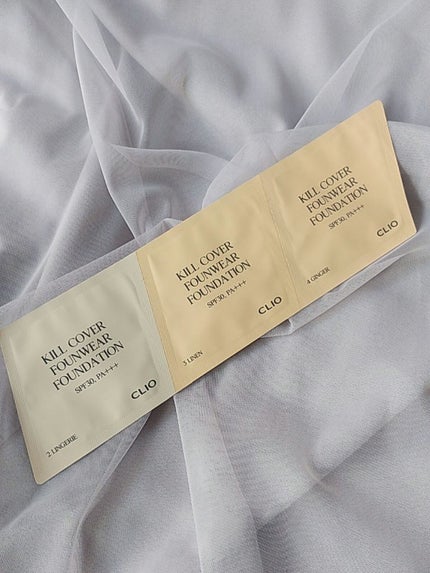 KILL COVER
FOUNWEAR
FOUNDATION
SPF30, PA+++
CLIO
2 LINGERIE
KILL COVER
FOUNWEAR
FOUNDATION
SPF30, PA+++
CLIO
3 LINEN
KILL COVER
FOUNWEAR
FOUNDATION
SPF30, PA+++
CLIO
4 GINGER